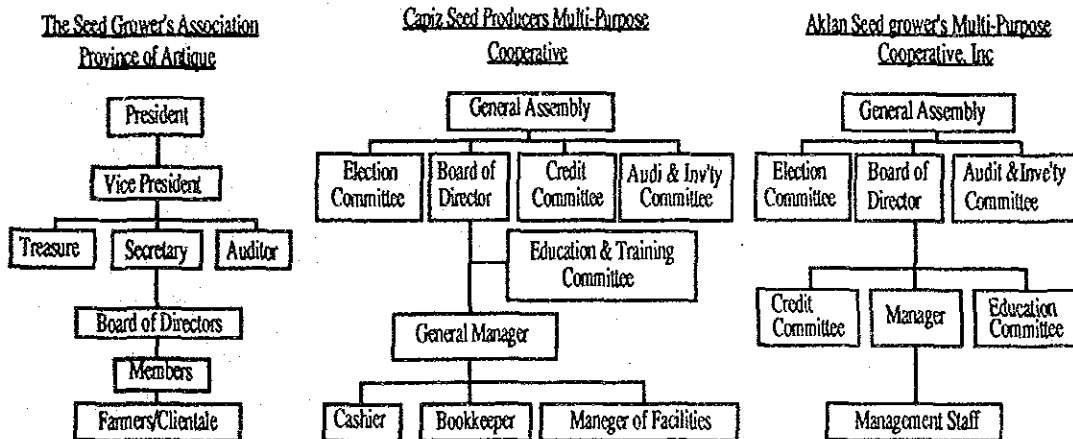 The Seed Grower's Association
Province of Antique
President
Vice President
Treasure
Secretary
Auditor
Board of Directors
Members
Farmers/Clientale
Capiz Seed Producers Multi-Purpose
Cooperative
General Assembly
Election
Committee
Board of
Director
Credit
Committee
Audi & Inv'ty
Committee
Education & Training
Committee
General Manager
Cashier
Bookkeeper
Maneger of Facilities
Aklan Seed grower's Multi-Purpose
Cooperative, Inc
General Assembly
Election
Committee
Board of
Director
Audit &Inve'ty
Committee
Credit
Committee
Manager
Education
Committee
Management Staff